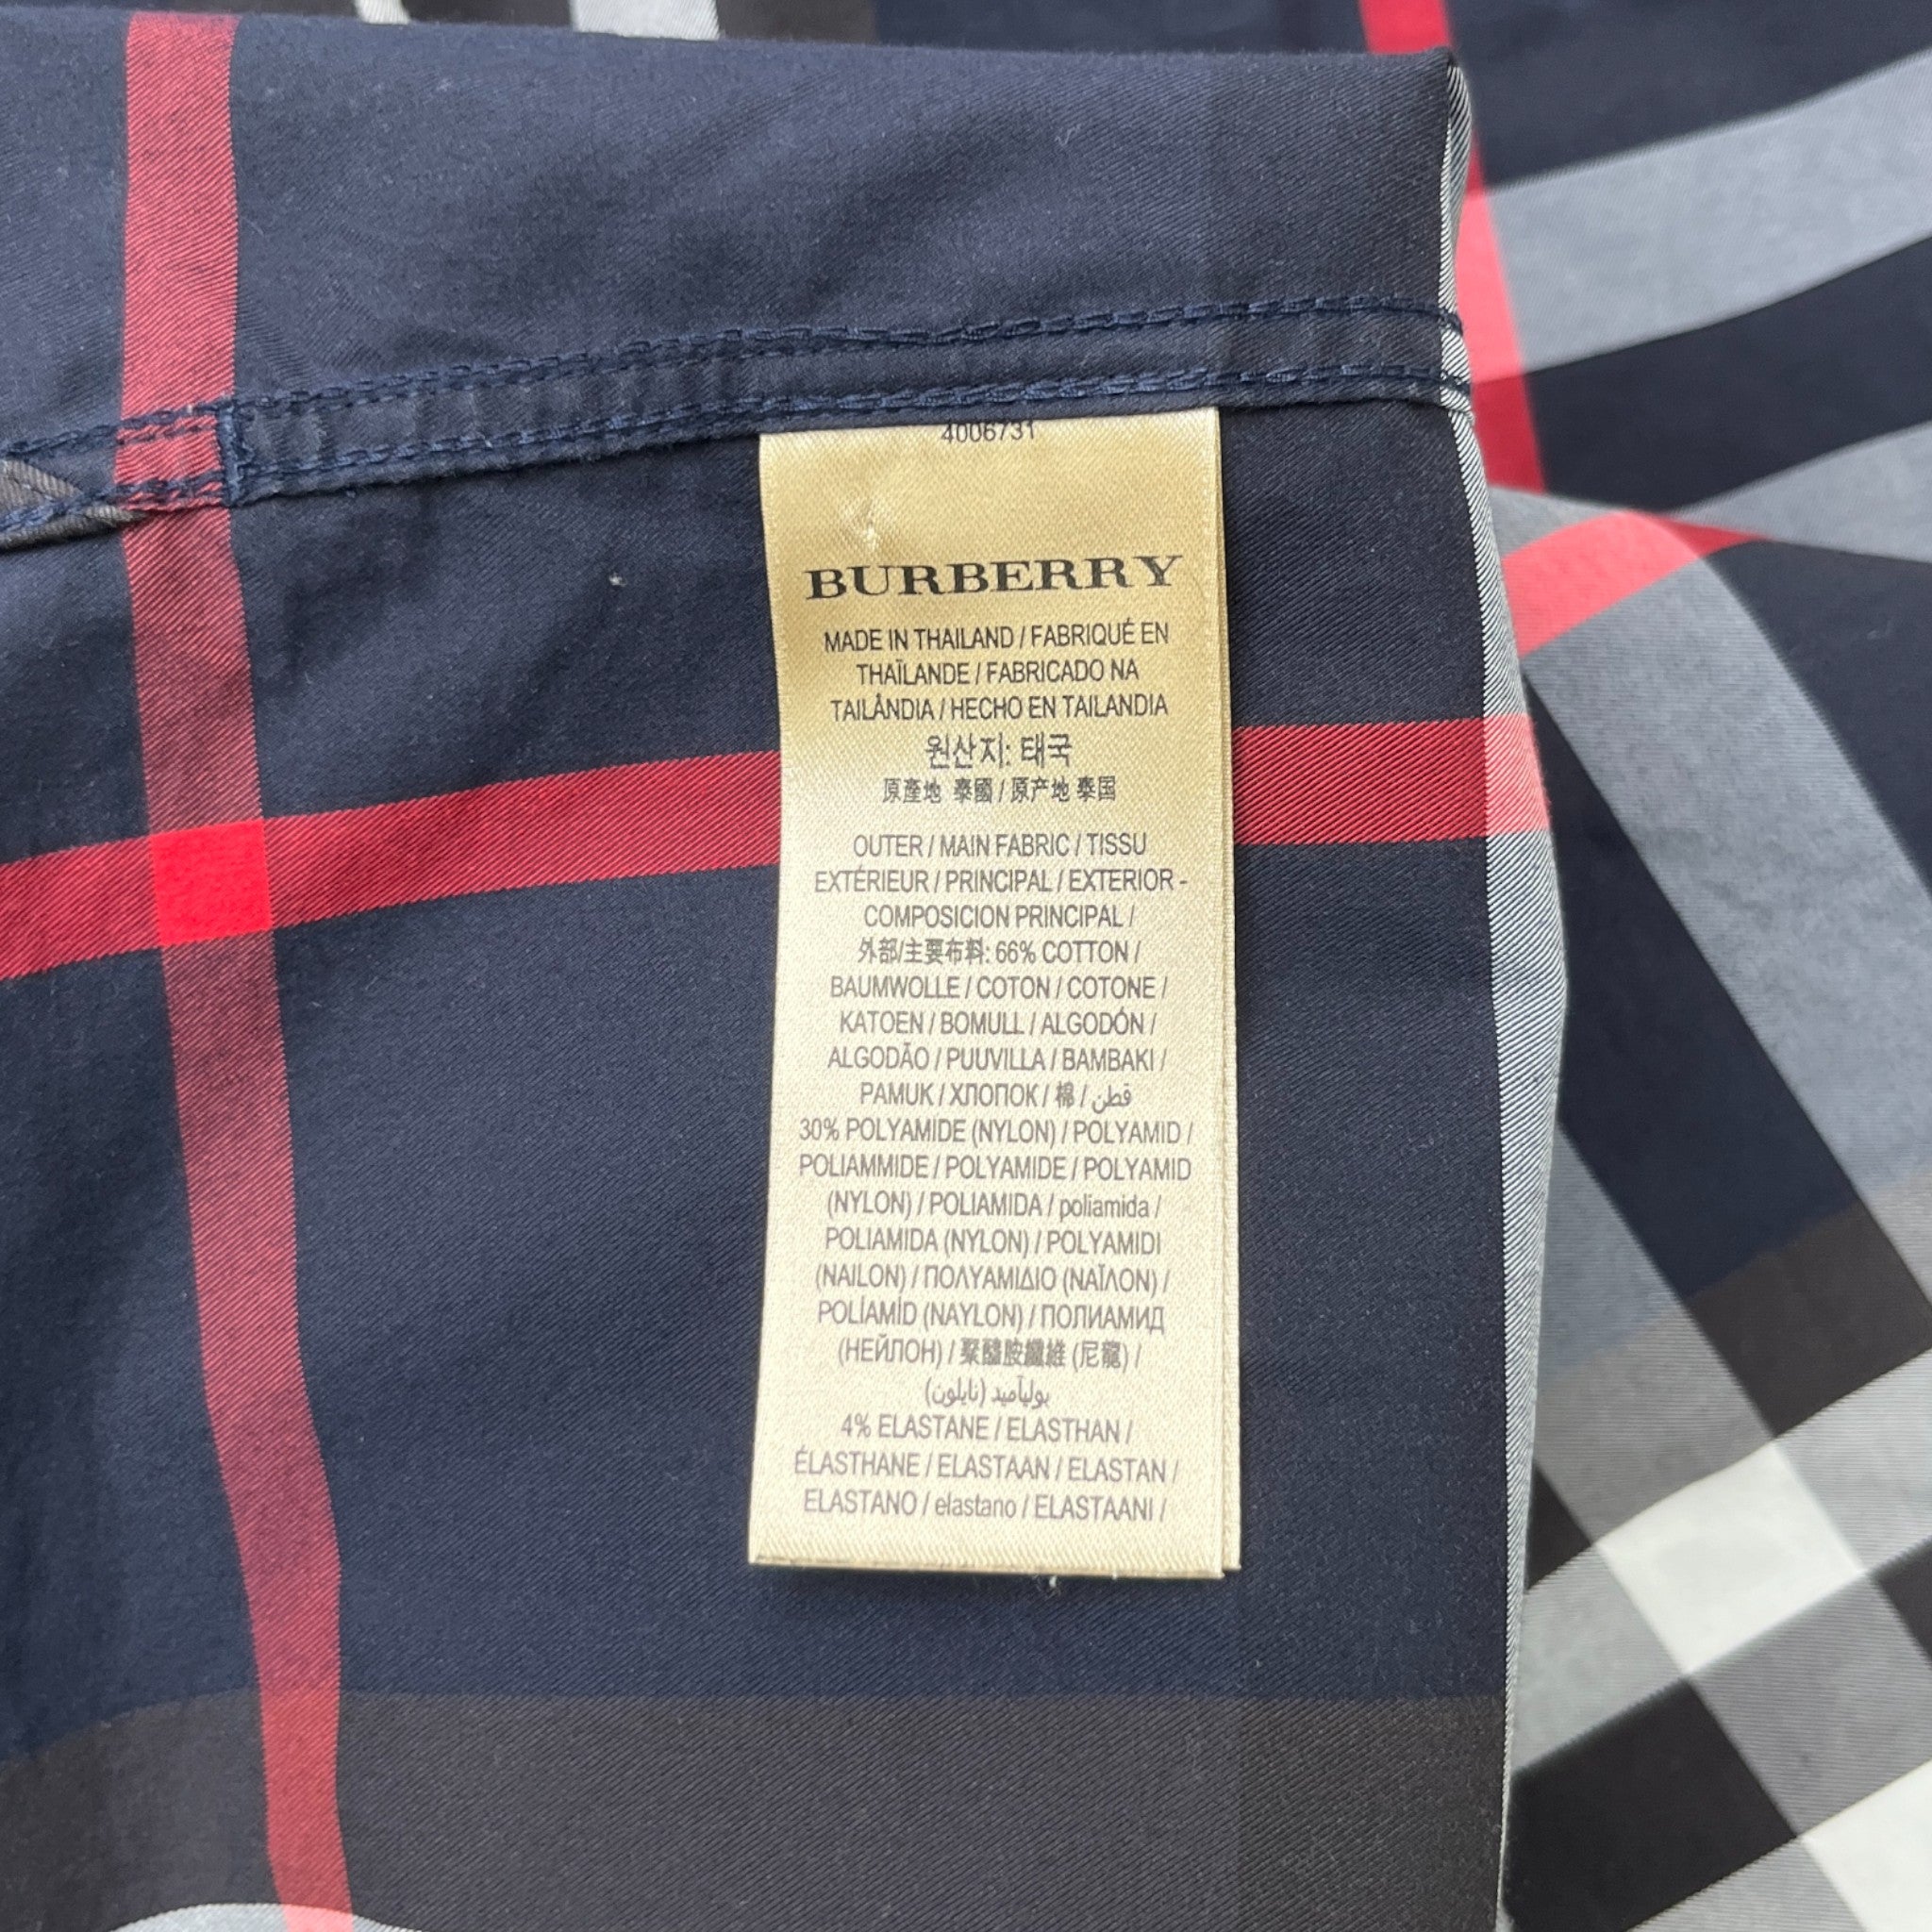 4006731
BURBERRY
MADE IN THAILAND / FABRIQUÉ EN
THAÏLANDE / FABRICADO NA
TAILÂNDIA / HECHO EN TAILANDIA
원산지: 태국
原產地 泰國 / 原产地 泰国
OUTER / MAIN FABRIC / TISSU
EXTÉRIEUR / PRINCIPAL / EXTERIOR -
COMPOSICION PRINCIPAL /
外部/主要布料: 66% COTTON /
BAUMWOLLE / COTON / COTONE /
KATOEN / BOMULL / ALGODÓN /
ALGODÃO / PUUVILLA / BAMBAKI /
PAMUK / ХЛОПОК / 棉 / قطن
30% POLYAMIDE (NYLON) / POLYAMID /
POLIAMMIDE / POLYAMIDE / POLYAMID
(NYLON) / POLIAMIDA / poliamida /
POLIAMIDA (NYLON) / POLYAMIDI
(NAILON) / ΠΟΛΥΑΜΙΔΙΟ (ΝΑΪΛΟΝ) /
POLÍAMÍD (NAYLON) / ПОЛИАМИД
(НЕЙЛОН) / 聚醯胺纖維 (尼龍) /
بوليآميد (نايلون)
4% ELASTANE / ELASTHAN /
ÉLASTHANE / ELASTAAN / ELASTAN /
ELASTANO / elastano / ELASTAANI /